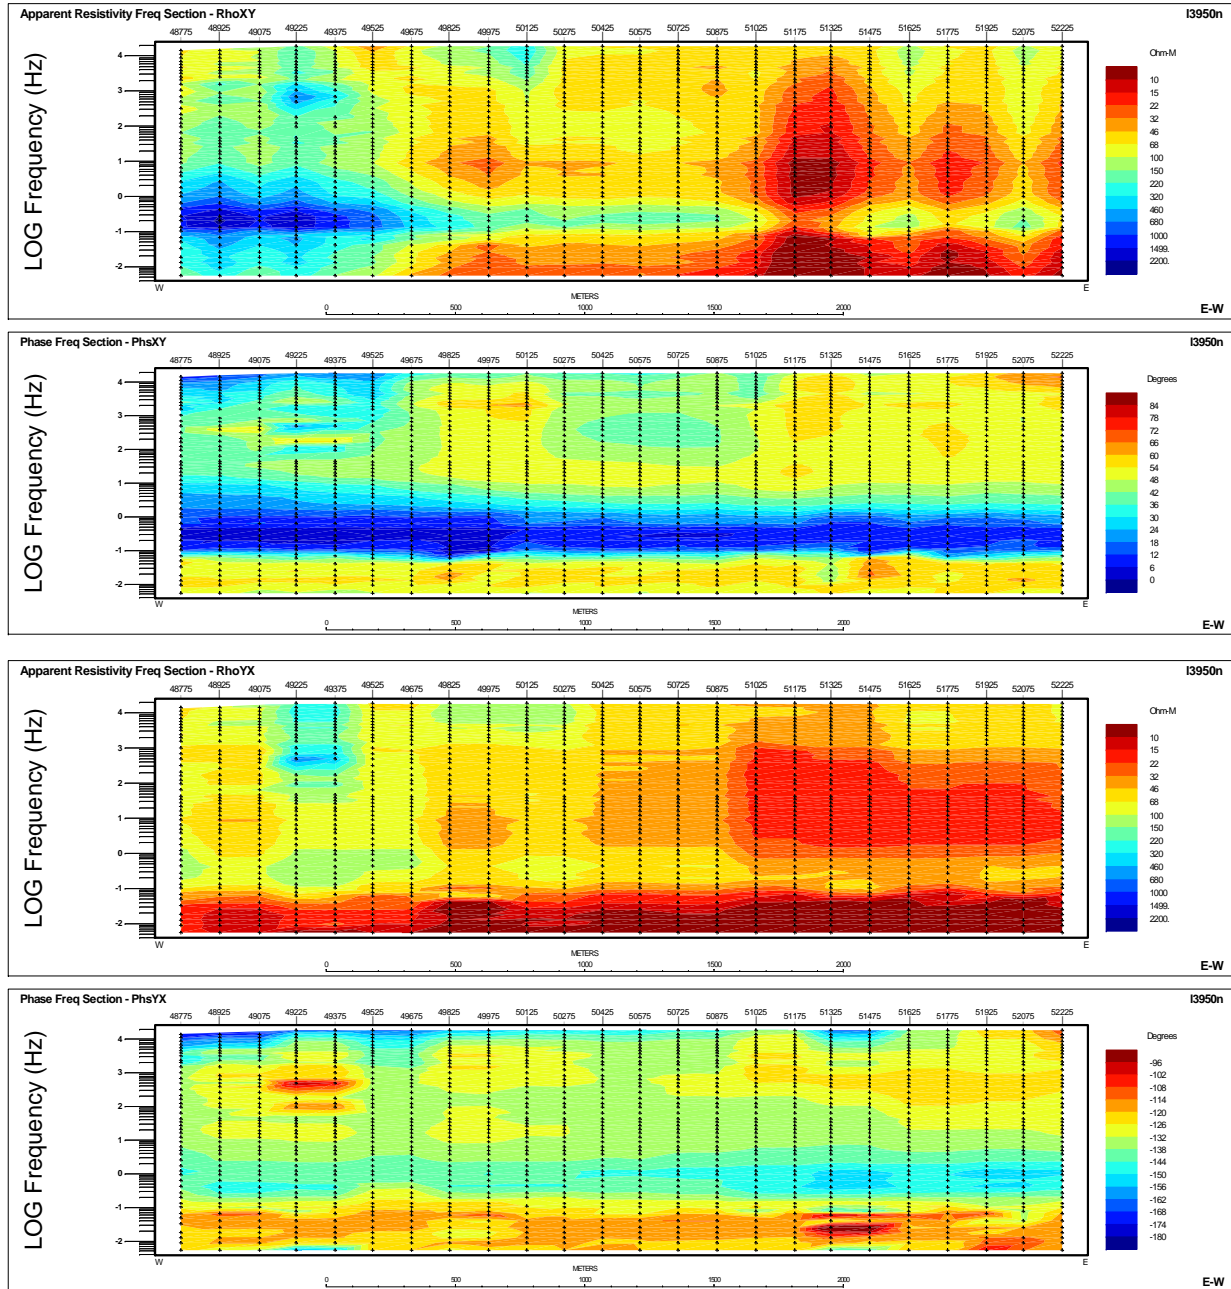 Apparent Resistivity Freq Section - RhoXY I3950n
48775 48925 49075 49225 49375 49525 49675 49825 49975 50125 50275 50425 50575 50725 50875 51025 51175 51325 51475 51625 51775 51925 52075 52225
LOG Frequency (Hz)
4
3
2
1
0
-1
-2
Ohm-M
10
15
22
32
46
68
100
150
220
320
460
680
1000
1499.
2200.
W E
METERS
0 500 1000 1500 2000
E-W
Phase Freq Section - PhsXY I3950n
48775 48925 49075 49225 49375 49525 49675 49825 49975 50125 50275 50425 50575 50725 50875 51025 51175 51325 51475 51625 51775 51925 52075 52225
LOG Frequency (Hz)
4
3
2
1
0
-1
-2
Degrees
84
78
72
66
60
54
48
42
36
30
24
18
12
6
0
W E
METERS
0 500 1000 1500 2000
E-W
Apparent Resistivity Freq Section - RhoYX I3950n
48775 48925 49075 49225 49375 49525 49675 49825 49975 50125 50275 50425 50575 50725 50875 51025 51175 51325 51475 51625 51775 51925 52075 52225
LOG Frequency (Hz)
4
3
2
1
0
-1
-2
Ohm-M
10
15
22
32
46
68
100
150
220
320
460
680
1000
1499.
2200.
W E
METERS
0 500 1000 1500 2000
E-W
Phase Freq Section - PhsYX I3950n
48775 48925 49075 49225 49375 49525 49675 49825 49975 50125 50275 50425 50575 50725 50875 51025 51175 51325 51475 51625 51775 51925 52075 52225
LOG Frequency (Hz)
4
3
2
1
0
-1
-2
Degrees
-96
-102
-108
-114
-120
-126
-132
-138
-144
-150
-156
-162
-168
-174
-180
W E
METERS
0 500 1000 1500 2000
E-W